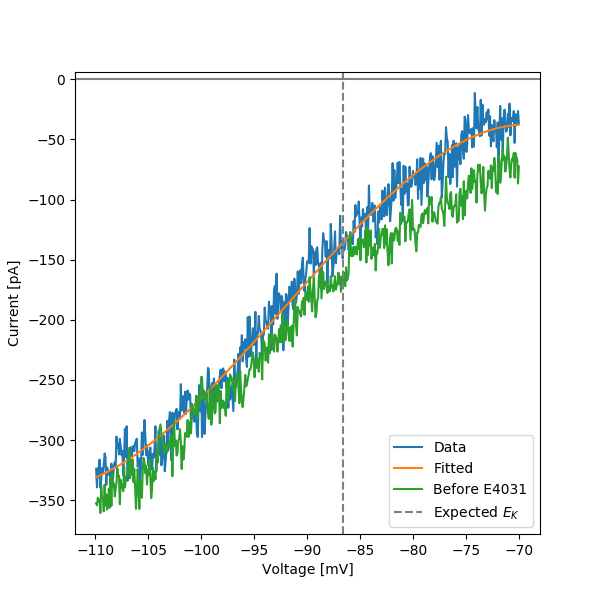 0
−50
−100
−150
−200
−250
−300
−350
Current [pA]
−110
−105
−100
−95
−90
−85
−80
−75
−70
Voltage [mV]
Data
Fitted
Before E4031
Expected E_K